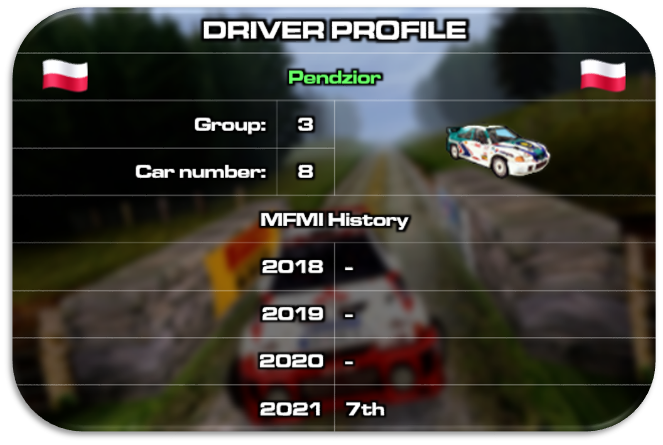 DRIVER PROFILE
Pendzior
Group: 3
Car number: 8
MFMI History
2018 -
2019 -
2020 -
2021 7th